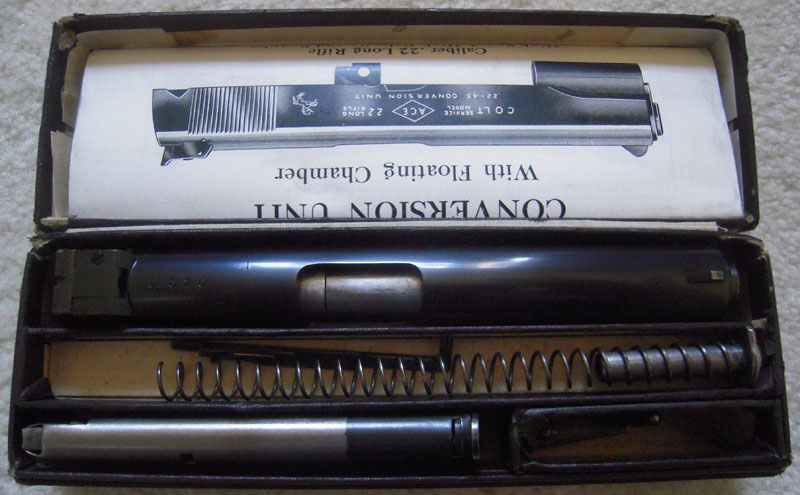 CONVERSION UNIT
With Floating Chamber
COLT SERVICE MODEL ACE 22 LONG RIFLE
.22-.45 CONVERSION UNIT
Caliber .22 Long Rifle